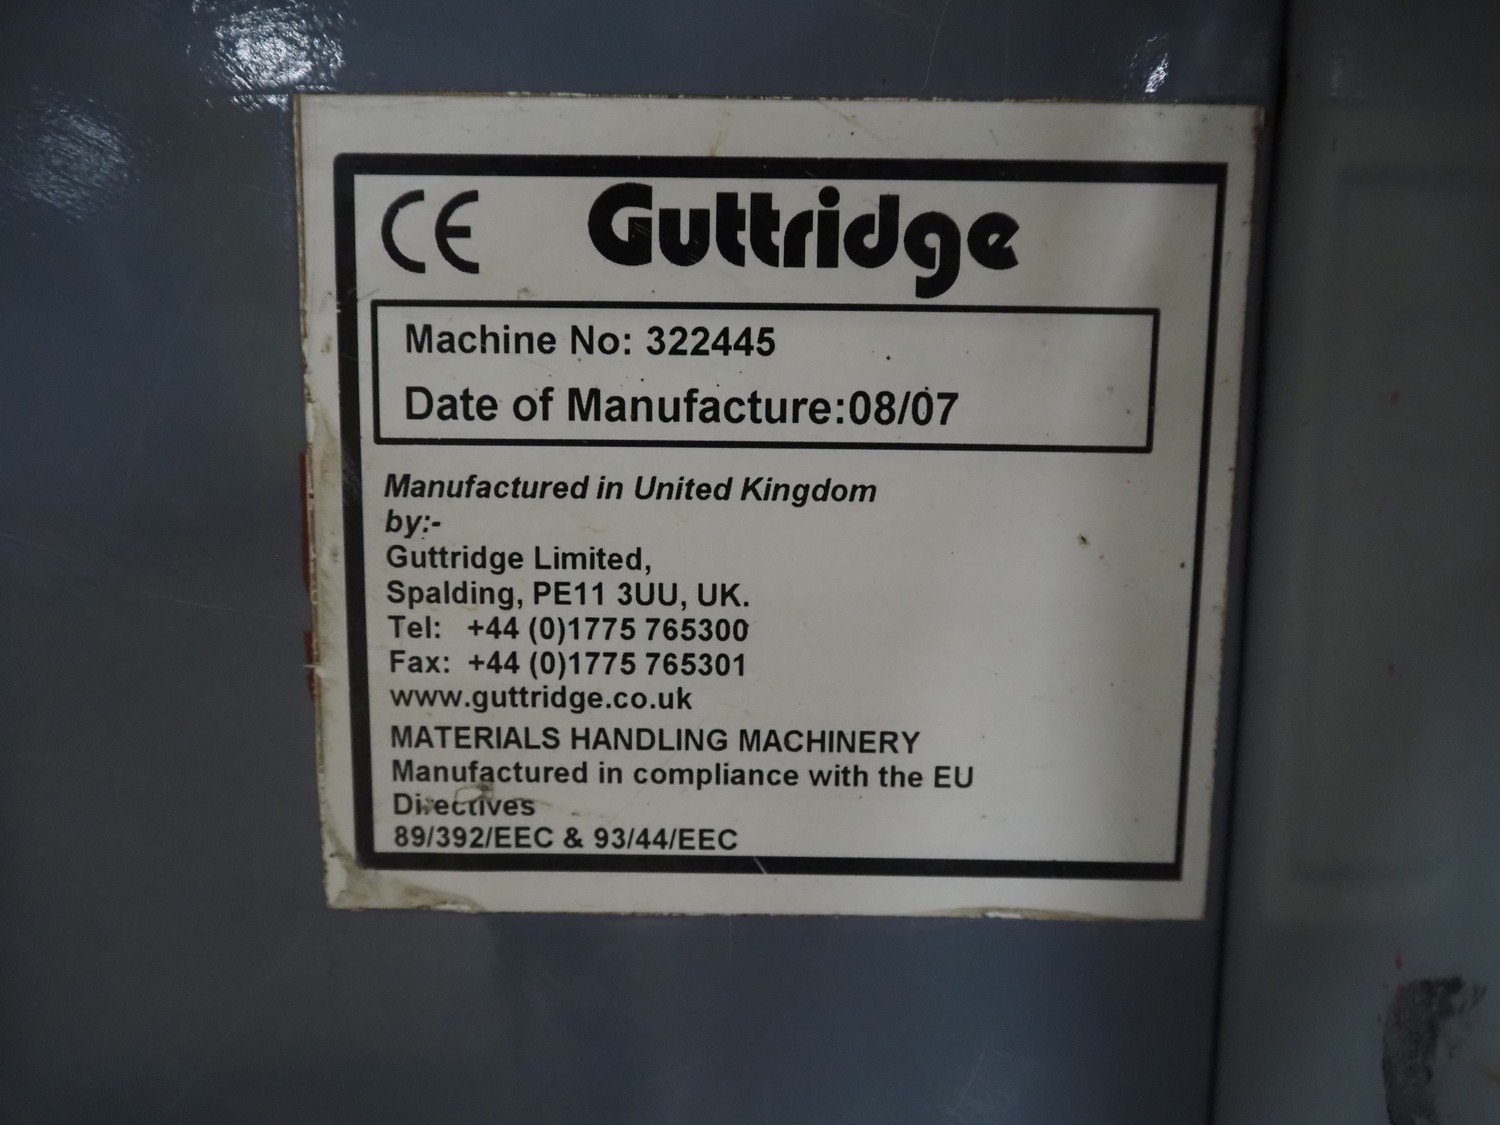 CE Guttridge
Machine No: 322445
Date of Manufacture:08/07
Manufactured in United Kingdom
by:-
Guttridge Limited,
Spalding, PE11 3UU, UK.
Tel: +44 (0)1775 765300
Fax: +44 (0)1775 765301
www.guttridge.co.uk
MATERIALS HANDLING MACHINERY
Manufactured in compliance with the EU
Directives
89/392/EEC & 93/44/EEC